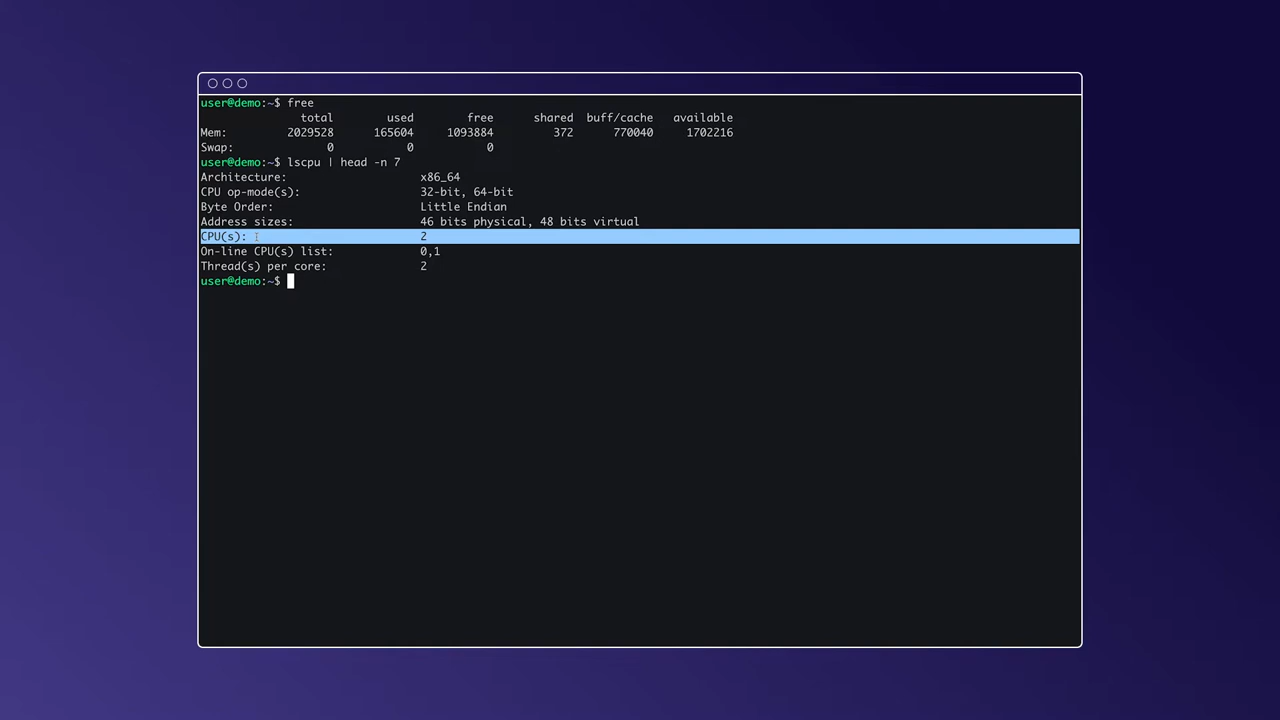 user@demo:~$ free
total used free shared buff/cache available
Mem: 2029528 165604 1093884 372 770040 1702216
Swap: 0 0 0
user@demo:~$ lscpu | head -n 7
Architecture: x86_64
CPU op-mode(s): 32-bit, 64-bit
Byte Order: Little Endian
Address sizes: 46 bits physical, 48 bits virtual
CPU(s): 2
On-line CPU(s) list: 0,1
Thread(s) per core: 2
user@demo:~$